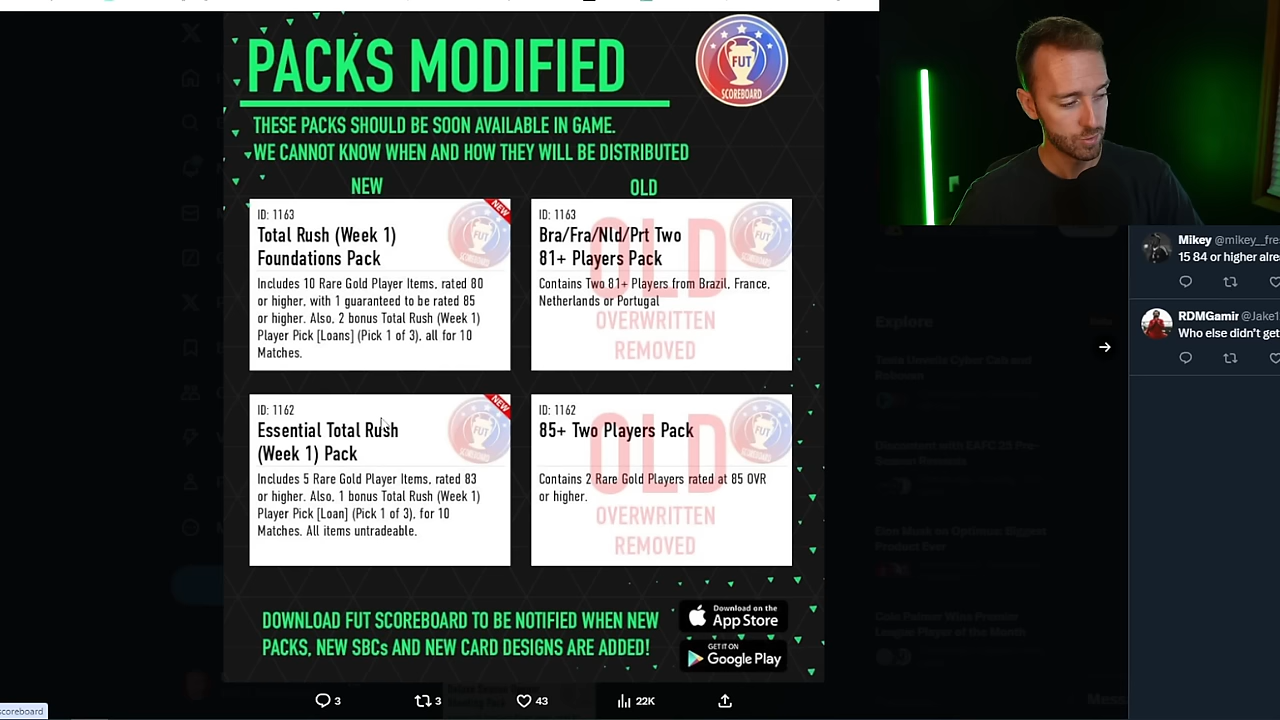 PACKS MODIFIED
FUT
SCOREBOARD
THESE PACKS SHOULD BE SOON AVAILABLE IN GAME.
WE CANNOT KNOW WHEN AND HOW THEY WILL BE DISTRIBUTED
NEW
OLD
ID: 1163
NEW
FUT
Total Rush (Week 1)
Foundations Pack
Includes 10 Rare Gold Player Items, rated 80
or higher, with 1 guaranteed to be rated 85
or higher. Also, 2 bonus Total Rush (Week 1)
Player Pick [Loans] (Pick 1 of 3), all for 10
Matches.
ID: 1163
FUT
Bra/Fra/Nld/Prt Two
81+ Players Pack
Contains Two 81+ Players from Brazil, France,
Netherlands or Portugal
OLD
OVERWRITTEN
REMOVED
ID: 1162
NEW
FUT
Essential Total Rush
(Week 1) Pack
Includes 5 Rare Gold Player Items, rated 83
or higher. Also, 1 bonus Total Rush (Week 1)
Player Pick [Loan] (Pick 1 of 3), for 10
Matches. All items untradeable.
ID: 1162
FUT
85+ Two Players Pack
Contains 2 Rare Gold Players rated at 85 OVR
or higher.
OLD
OVERWRITTEN
REMOVED
DOWNLOAD FUT SCOREBOARD TO BE NOTIFIED WHEN NEW
PACKS, NEW SBCs AND NEW CARD DESIGNS ARE ADDED!
Download on the
App Store
GET IT ON
Google Play
3
3
43
22K
scoreboard
Mikey @mikey_fre
15 84 or higher alre
RDMGamir @Jake1
Who else didn't get
Explore